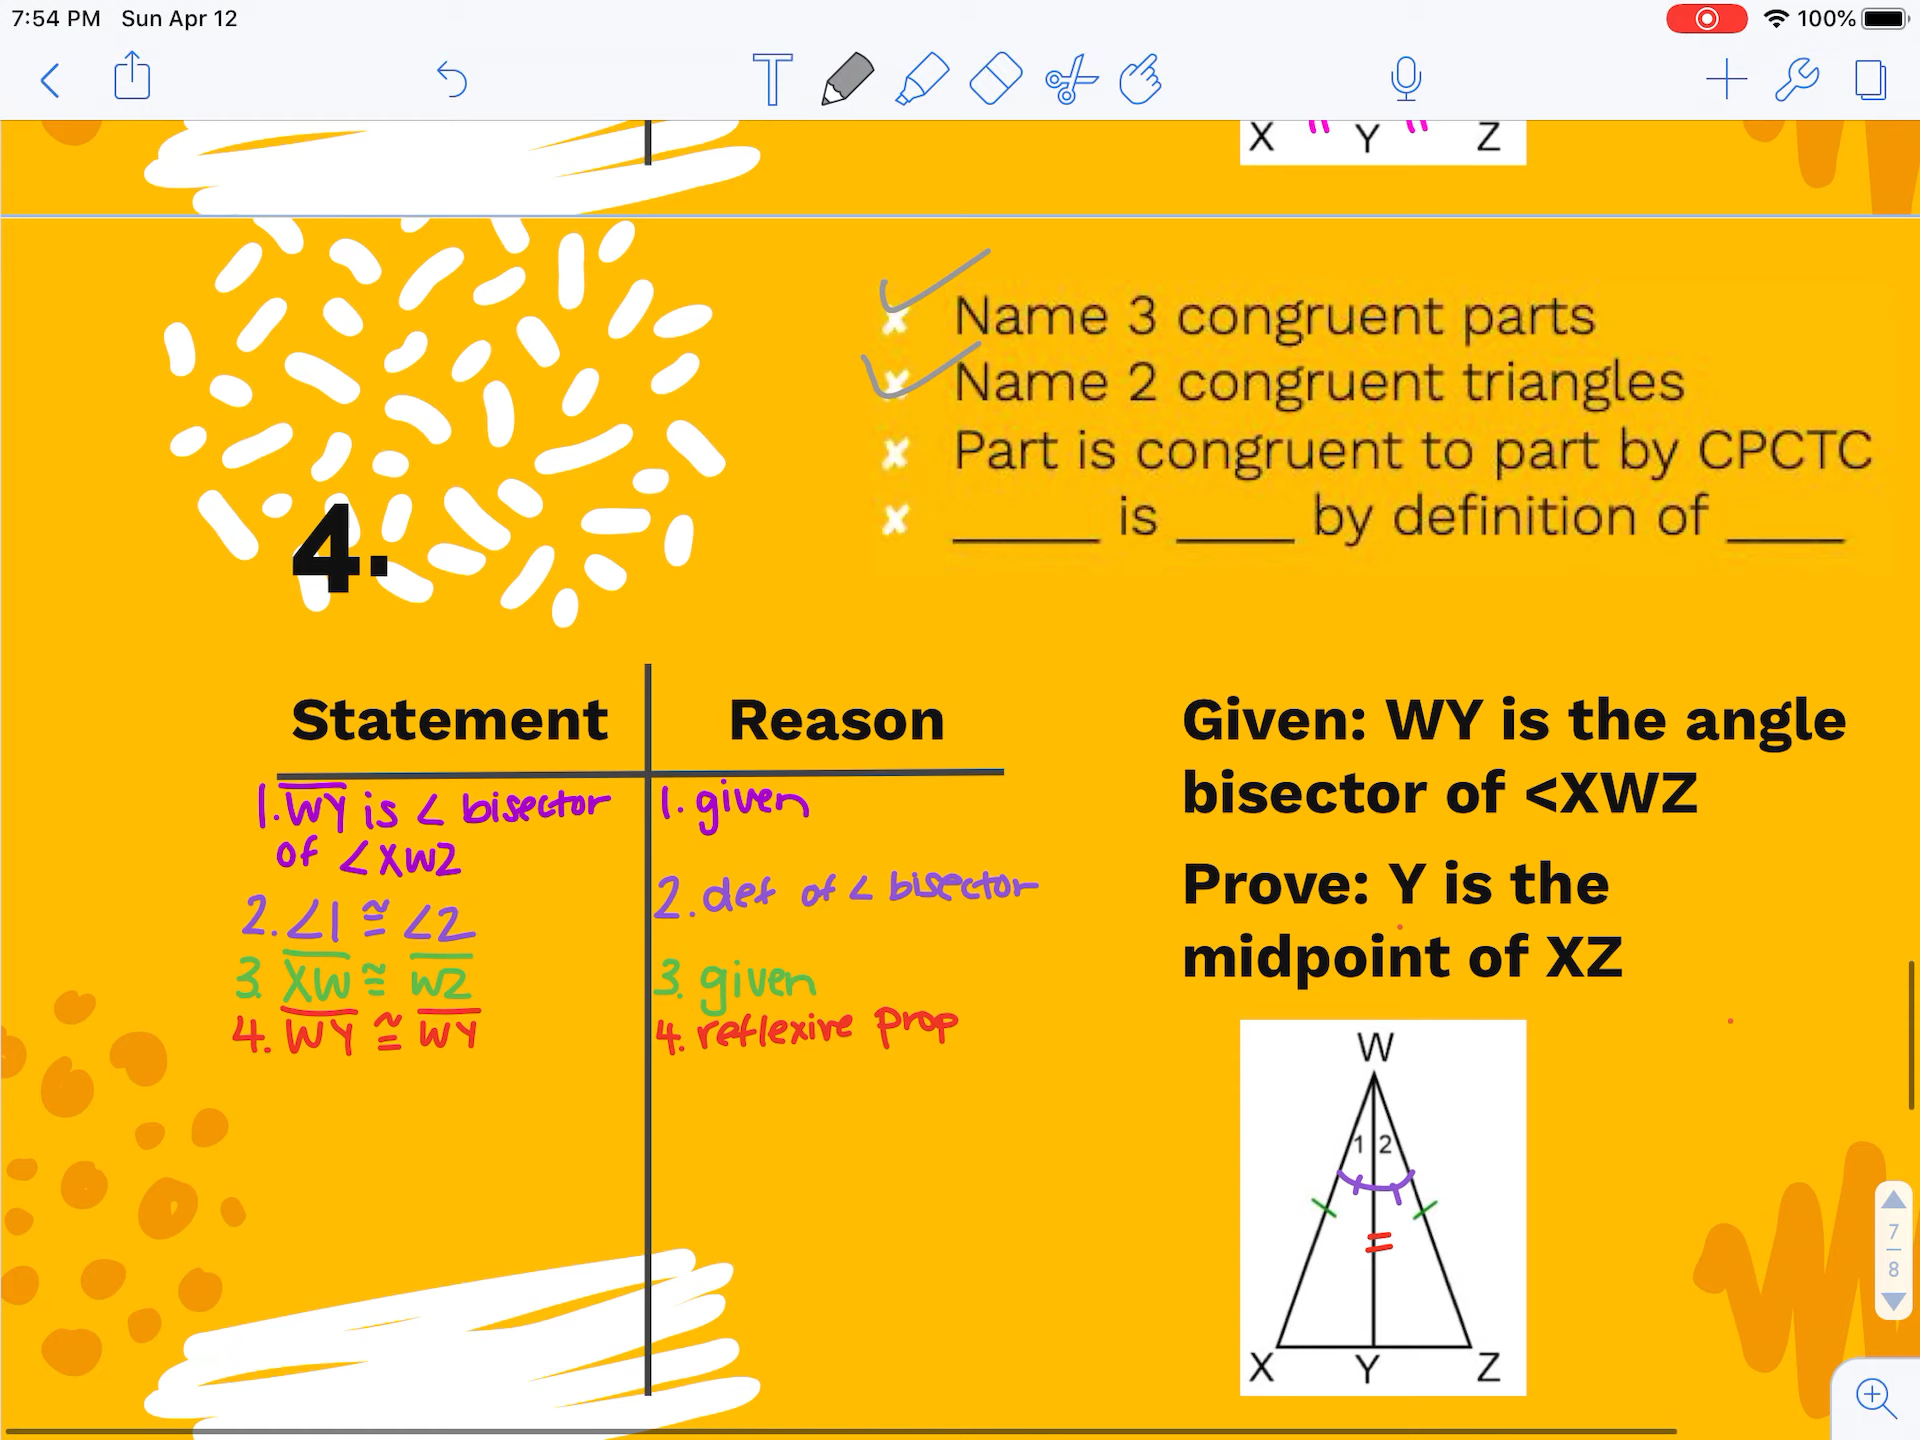 7:54 PM Sun Apr 12
100%
X Y Z
Name 3 congruent parts
Name 2 congruent triangles
Part is congruent to part by CPCTC
_____ is ____ by definition of ____
4.
Statement Reason
1. WY is ∠ bisector
of ∠XWZ
1. given
2. ∠1 ≅ ∠2
2. def of ∠ bisector
3. XW ≅ WZ
3. given
4. WY ≅ WY
4. reflexive prop
Given: WY is the angle
bisector of <XWZ
Prove: Y is the
midpoint of XZ
W
1 2
X Y Z
7
8